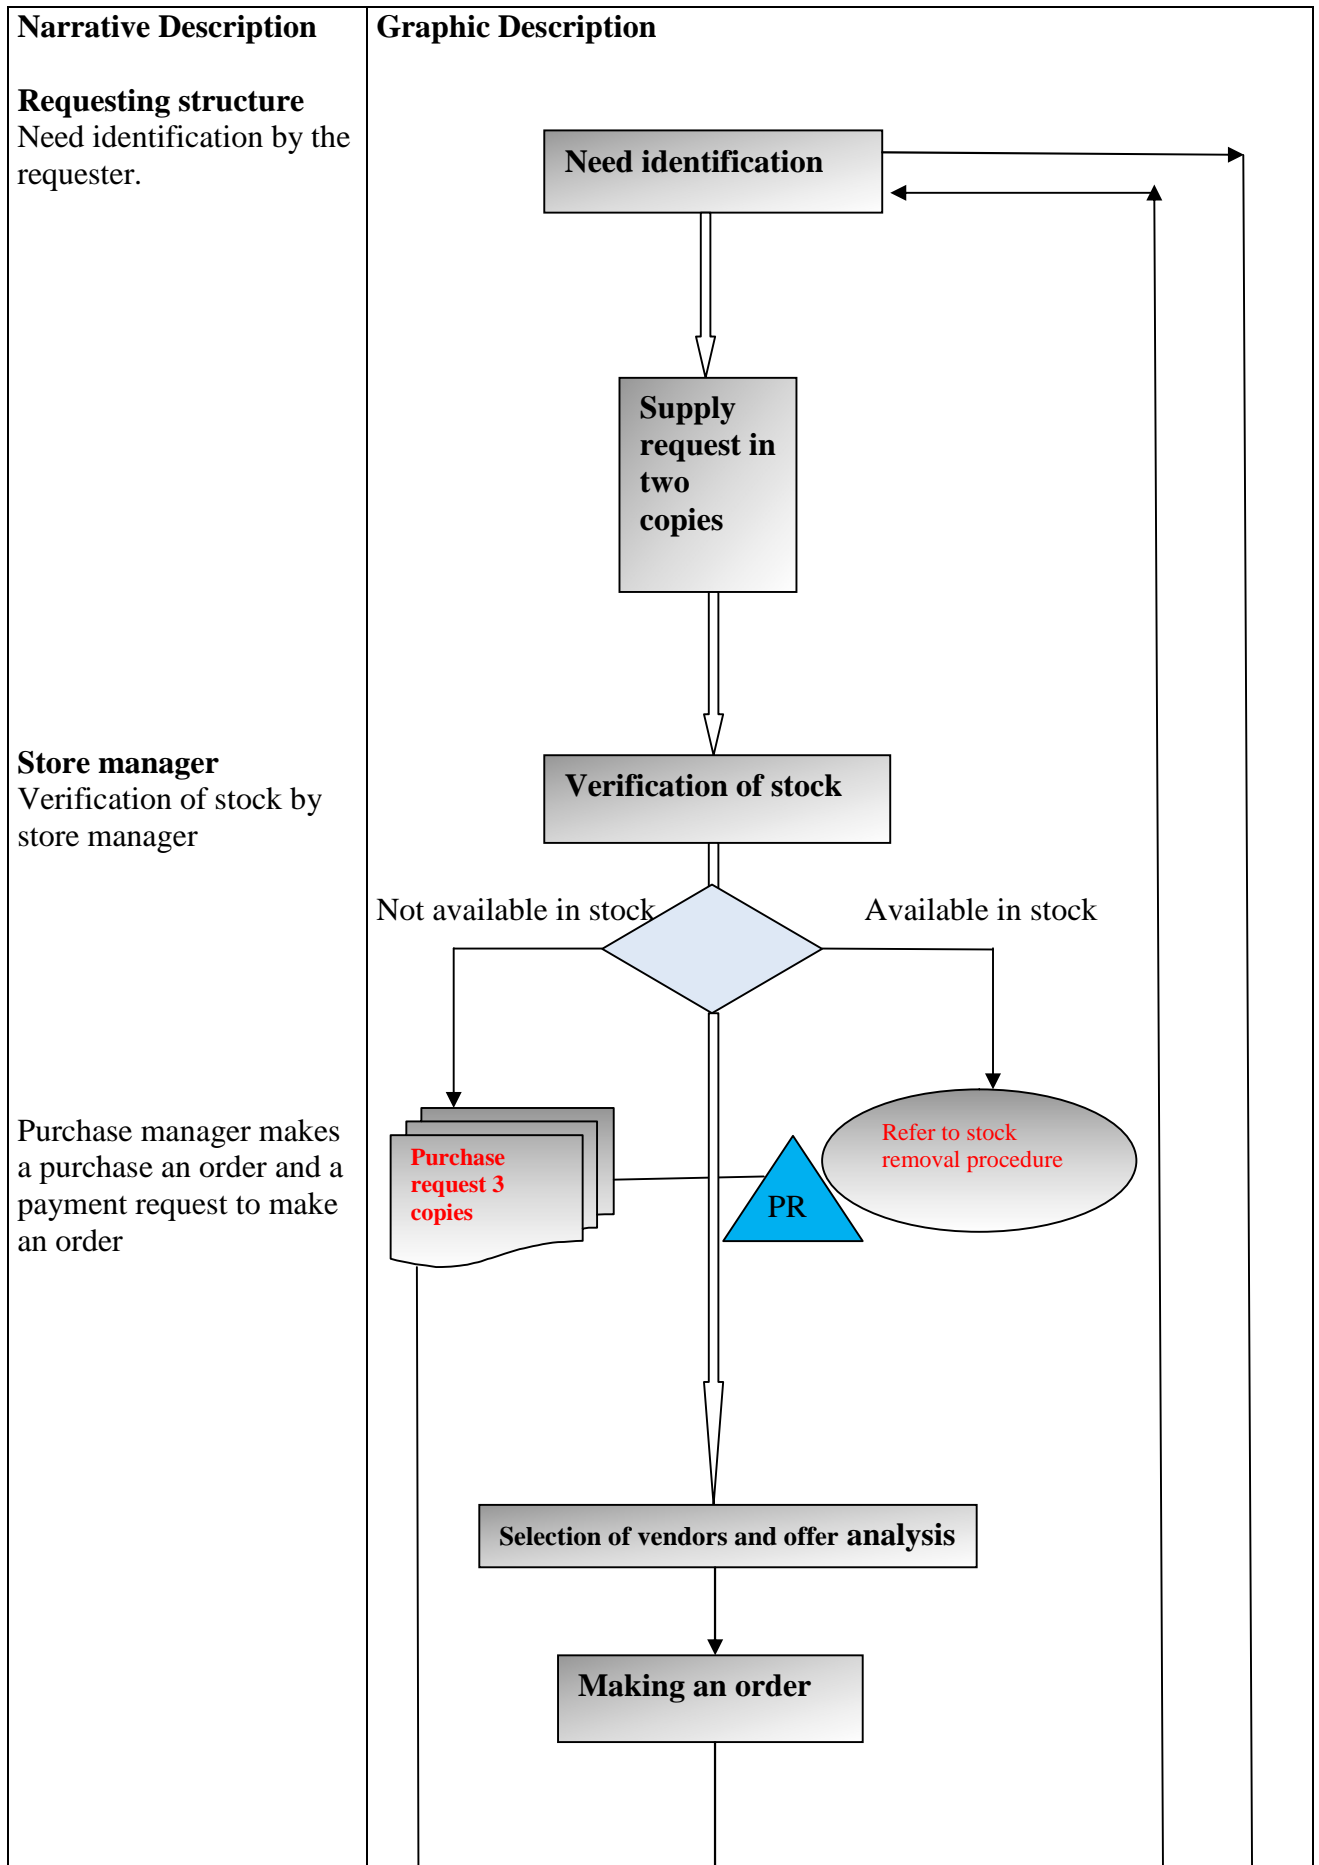 Narrative Description
Graphic Description
Requesting structure
Need identification by the
requester.
Need identification
Supply
request in
two
copies
Store manager
Verification of stock by
store manager
Verification of stock
Not available in stock
Available in stock
Purchase manager makes
a purchase an order and a
payment request to make
an order
Purchase
request 3
copies
PR
Refer to stock
removal procedure
Selection of vendors and offer analysis
Making an order